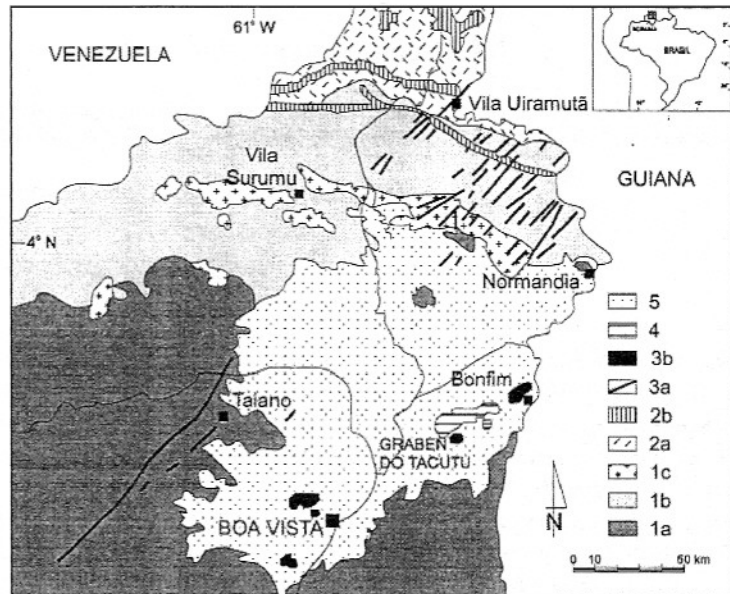 61° W
VENEZUELA
RORAIMA
BRASIL
Vila Uiramutã
Vila
Surumu
GUIANA
4° N
Normandia
5
4
3b
3a
2b
2a
1c
1b
1a
Bonfim
Taiano
GRABEN
DO TACUTU
BOA VISTA
N
0 10 50 km